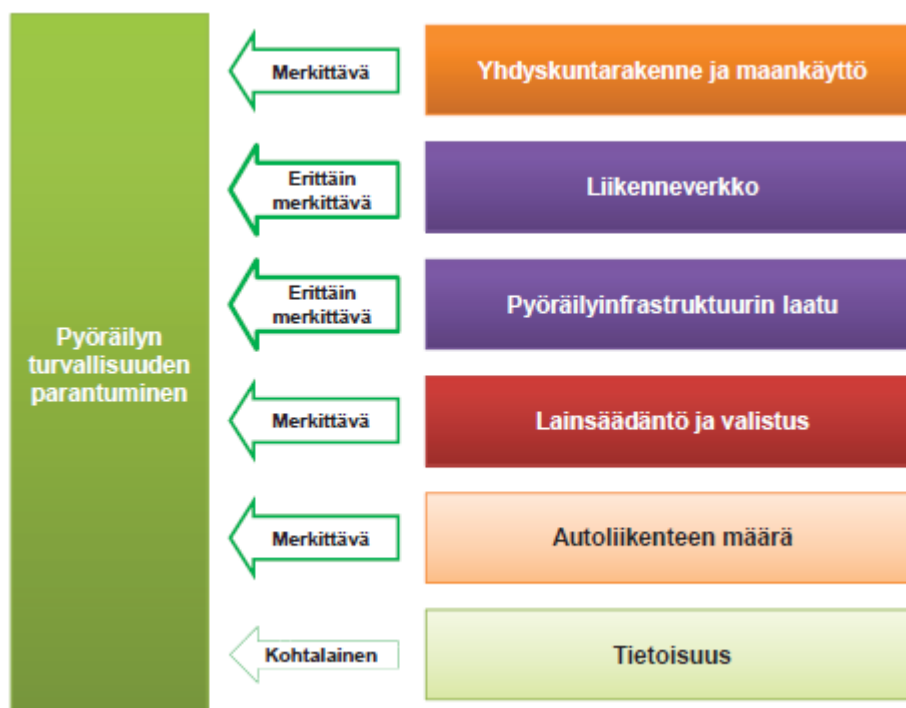 Pyöräilyn
turvallisuuden
parantuminen
Merkittävä
Yhdyskuntarakenne ja maankäyttö
Erittäin
merkittävä
Liikenneverkko
Erittäin
merkittävä
Pyöräilyinfrastruktuurin laatu
Merkittävä
Lainsäädäntö ja valistus
Merkittävä
Autoliikenteen määrä
Kohtalainen
Tietoisuus